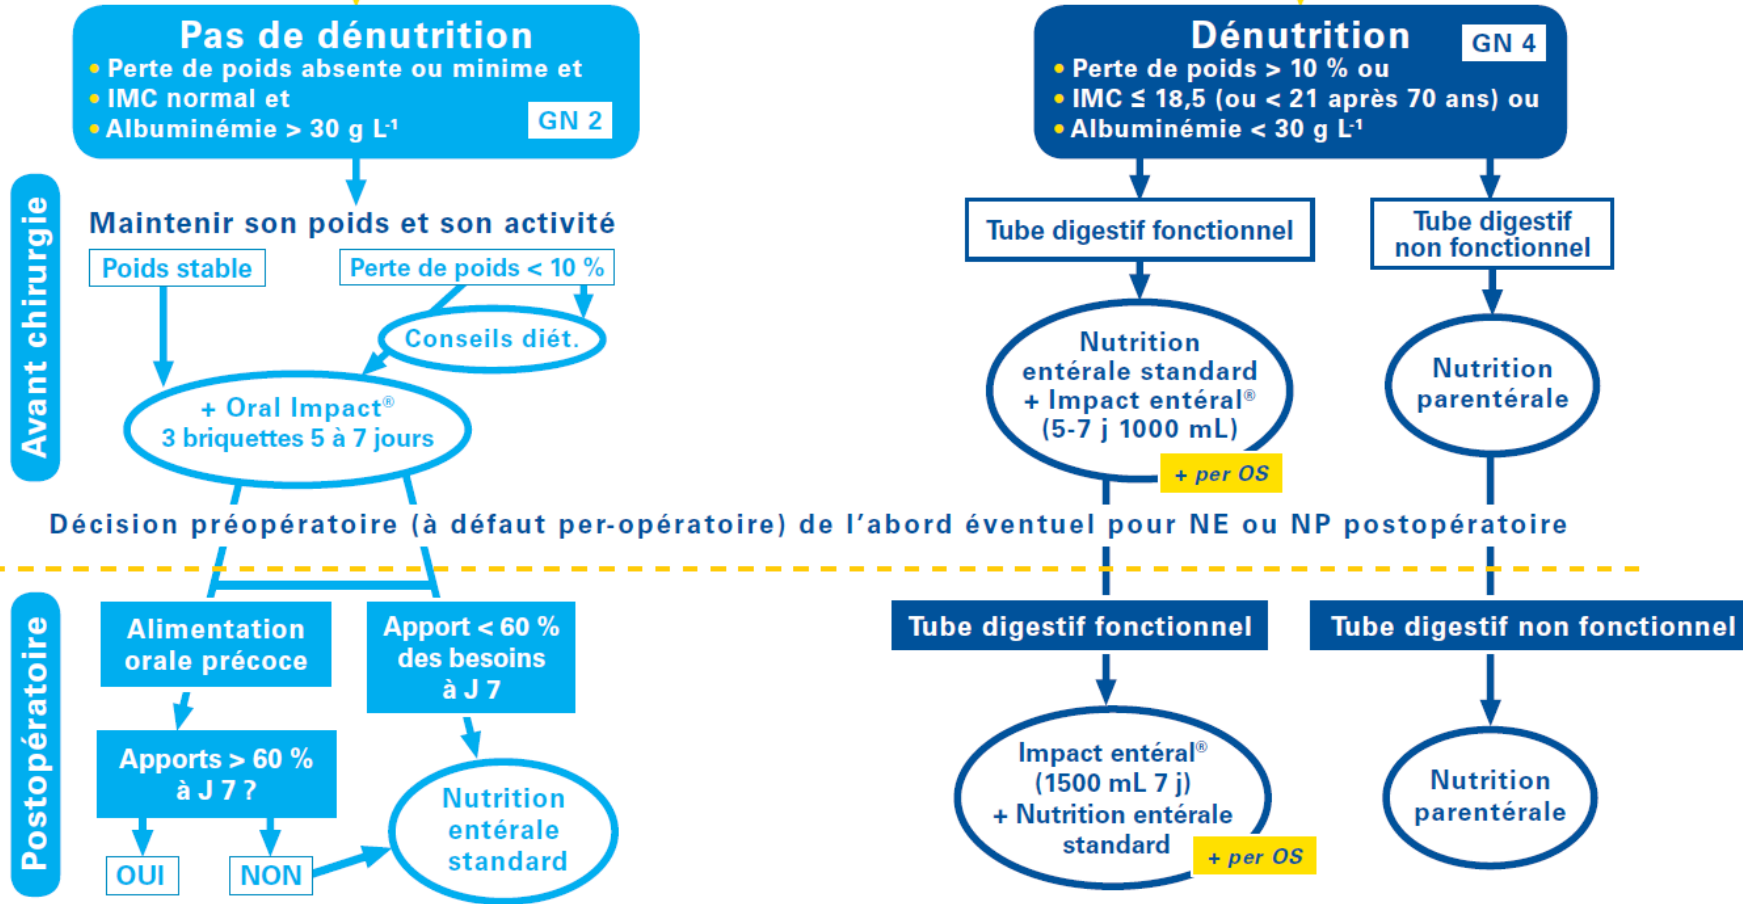 Pas de dénutrition
• Perte de poids absente ou minime et
• IMC normal et
• Albuminémie > 30 g L⁻¹
GN 2
Dénutrition
GN 4
• Perte de poids > 10 % ou
• IMC ≤ 18,5 (ou < 21 après 70 ans) ou
• Albuminémie < 30 g L⁻¹
Avant chirurgie
Maintenir son poids et son activité
Poids stable
Perte de poids < 10 %
Conseils diét.
+ Oral Impact®
3 briquettes 5 à 7 jours
Tube digestif fonctionnel
Tube digestif
non fonctionnel
Nutrition
entérale standard
+ Impact entéral®
(5-7 j 1000 mL)
+ per OS
Nutrition
parentérale
Décision préopératoire (à défaut per-opératoire) de l'abord éventuel pour NE ou NP postopératoire
Postopératoire
Alimentation
orale précoce
Apport < 60 %
des besoins
à J 7
Apports > 60 %
à J 7 ?
OUI
NON
Nutrition
entérale
standard
Tube digestif fonctionnel
Tube digestif non fonctionnel
Impact entéral®
(1500 mL 7 j)
+ Nutrition entérale
standard
+ per OS
Nutrition
parentérale